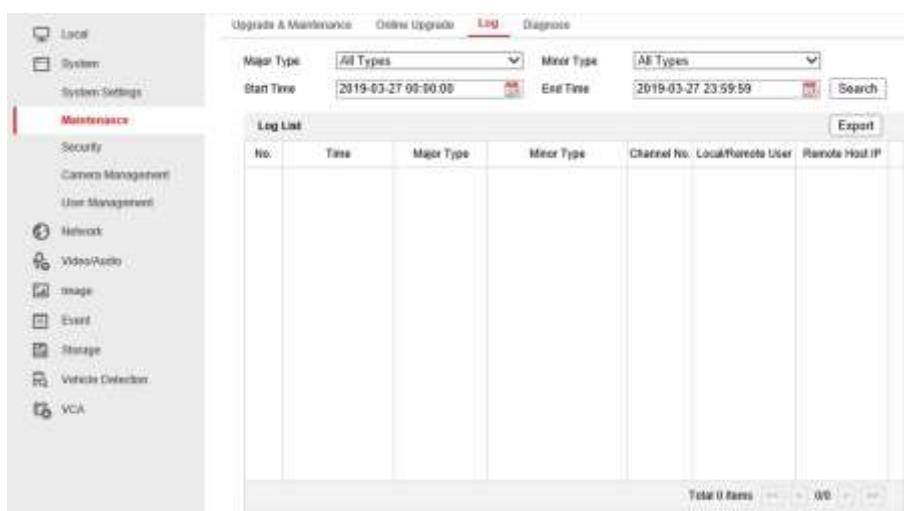 Local
System
System Settings
Maintenance
Security
Camera Management
User Management
Network
Video/Audio
Image
Event
Storage
Vehicle Detection
VCA
Upgrade & Maintenance Online Upgrade Log Diagnose
Major Type All Types Minor Type All Types
Start Time 2019-03-27 00:00:00 End Time 2019-03-27 23:59:59 Search
Log List Export
No. Time Major Type Minor Type Channel No. Local/Remote User Remote Host IP
Total 0 Items << < 0/0 > >>